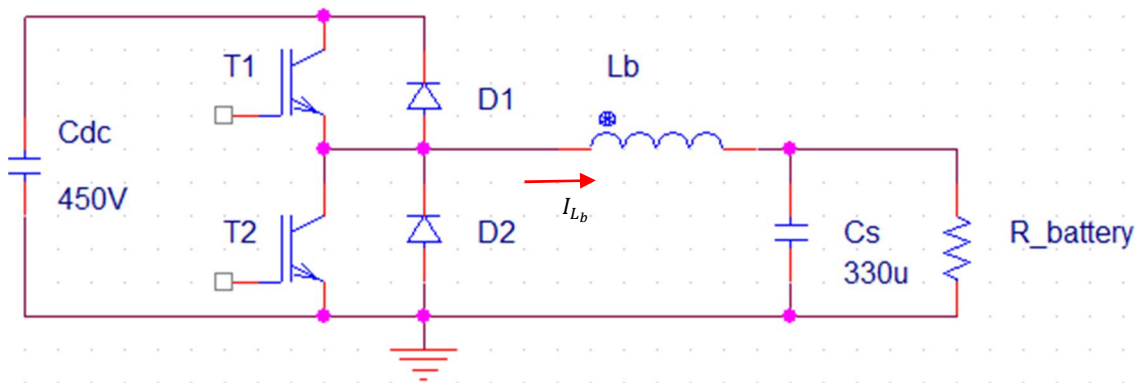 T1
D1
Lb
Cdc
450V
I_{L_b}
T2
D2
Cs
330u
R_battery